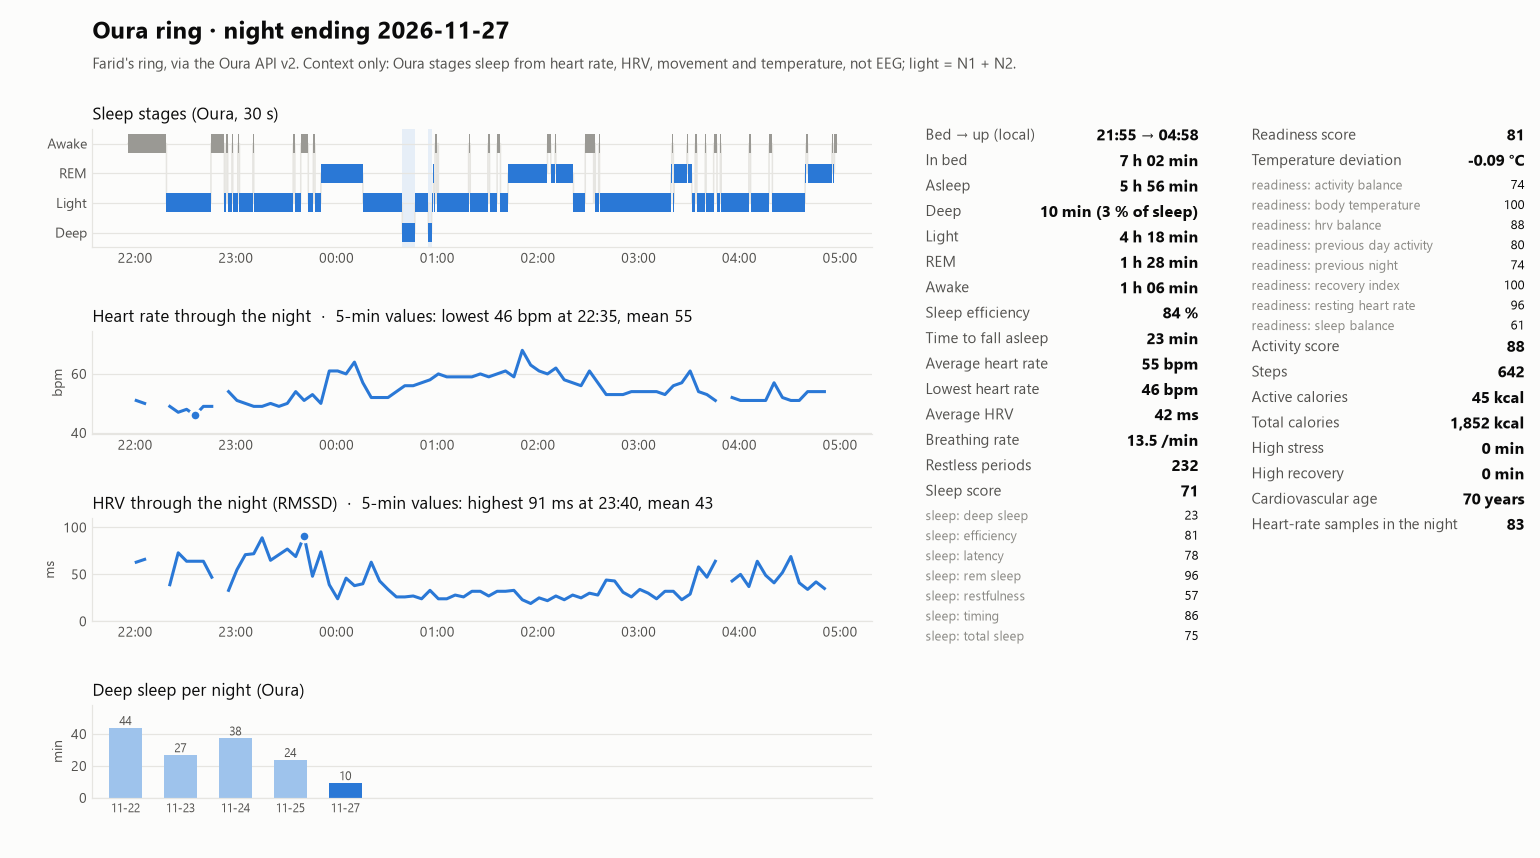 Oura ring · night ending 2026-11-27
Farid's ring, via the Oura API v2. Context only: Oura stages sleep from heart rate, HRV, movement and temperature, not EEG; light = N1 + N2.
Sleep stages (Oura, 30 s)
Awake
REM
Light
Deep
22:00 23:00 00:00 01:00 02:00 03:00 04:00 05:00
Heart rate through the night · 5-min values: lowest 46 bpm at 22:35, mean 55
bpm
60
40
22:00 23:00 00:00 01:00 02:00 03:00 04:00 05:00
HRV through the night (RMSSD) · 5-min values: highest 91 ms at 23:40, mean 43
ms
100
50
0
22:00 23:00 00:00 01:00 02:00 03:00 04:00 05:00
Deep sleep per night (Oura)
min
40
20
0
44 27 38 24 10
11-22 11-23 11-24 11-25 11-27
Bed → up (local) 21:55 → 04:58
In bed 7 h 02 min
Asleep 5 h 56 min
Deep 10 min (3 % of sleep)
Light 4 h 18 min
REM 1 h 28 min
Awake 1 h 06 min
Sleep efficiency 84 %
Time to fall asleep 23 min
Average heart rate 55 bpm
Lowest heart rate 46 bpm
Average HRV 42 ms
Breathing rate 13.5 /min
Restless periods 232
Sleep score 71
sleep: deep sleep 23
sleep: efficiency 81
sleep: latency 78
sleep: rem sleep 96
sleep: restfulness 57
sleep: timing 86
sleep: total sleep 75
Readiness score 81
Temperature deviation -0.09 °C
readiness: activity balance 74
readiness: body temperature 100
readiness: hrv balance 88
readiness: previous day activity 80
readiness: previous night 74
readiness: recovery index 100
readiness: resting heart rate 96
readiness: sleep balance 61
Activity score 88
Steps 642
Active calories 45 kcal
Total calories 1,852 kcal
High stress 0 min
High recovery 0 min
Cardiovascular age 70 years
Heart-rate samples in the night 83